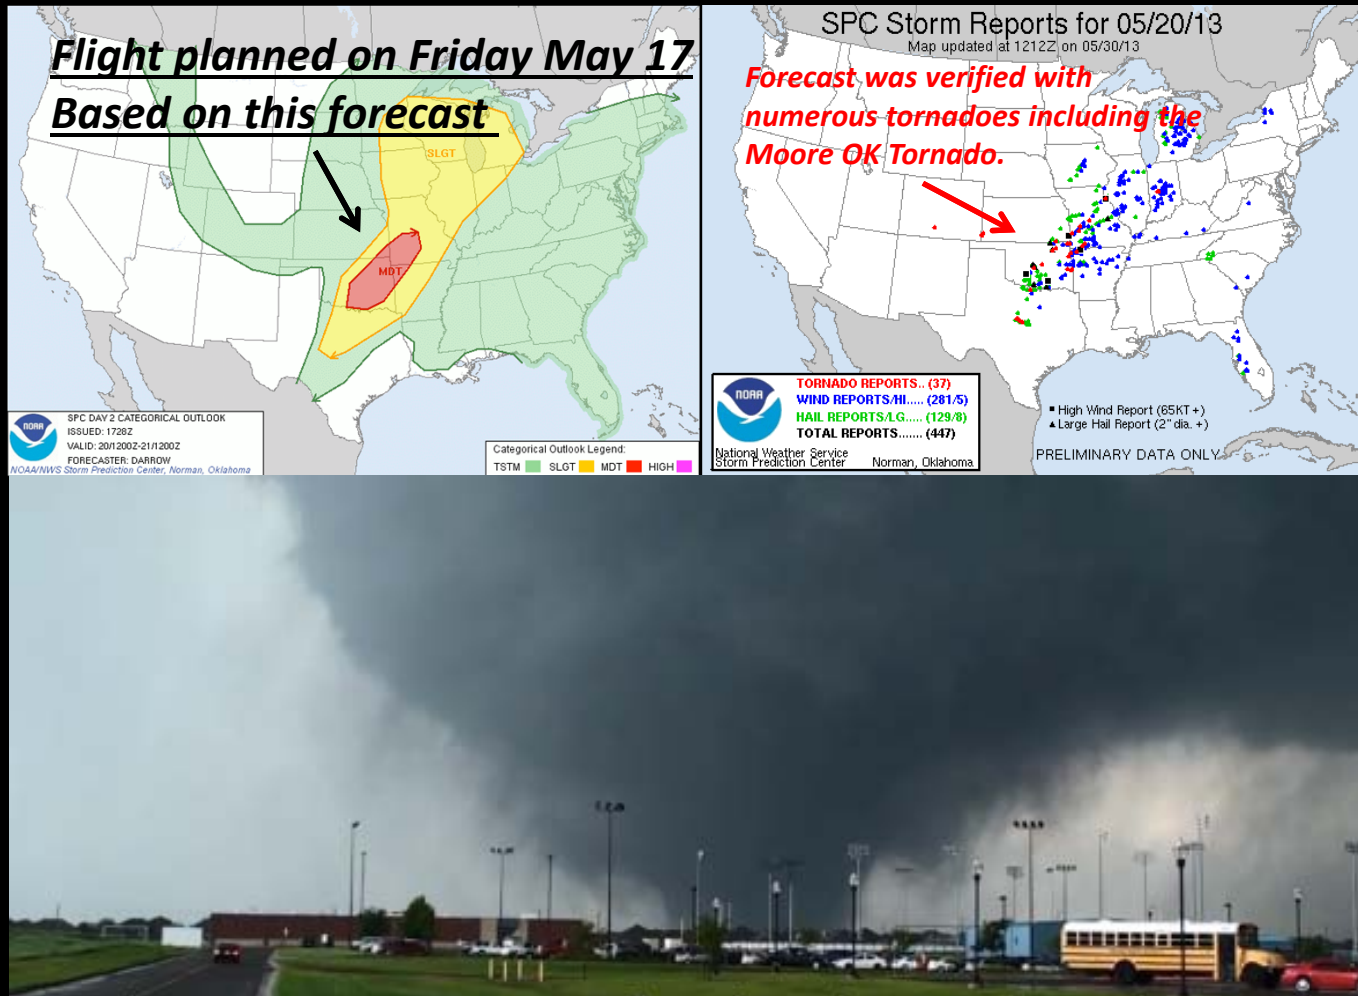 Flight planned on Friday May 17
Based on this forecast
SLGT
MDT
NOAA
SPC DAY 2 CATEGORICAL OUTLOOK
ISSUED: 1728Z
VALID: 20/1200Z-21/1200Z
FORECASTER: DARROW
NOAA/NWS Storm Prediction Center, Norman, Oklahoma
Categorical Outlook Legend:
TSTM SLGT MDT HIGH
SPC Storm Reports for 05/20/13
Map updated at 1212Z on 05/30/13
Forecast was verified with
numerous tornadoes including the
Moore OK Tornado.
NOAA
TORNADO REPORTS.. (37)
WIND REPORTS/HI..... (281/5)
HAIL REPORTS/LG..... (129/8)
TOTAL REPORTS....... (447)
National Weather Service
Storm Prediction Center Norman, Oklahoma
High Wind Report (65KT +)
Large Hail Report (2" dia. +)
PRELIMINARY DATA ONLY